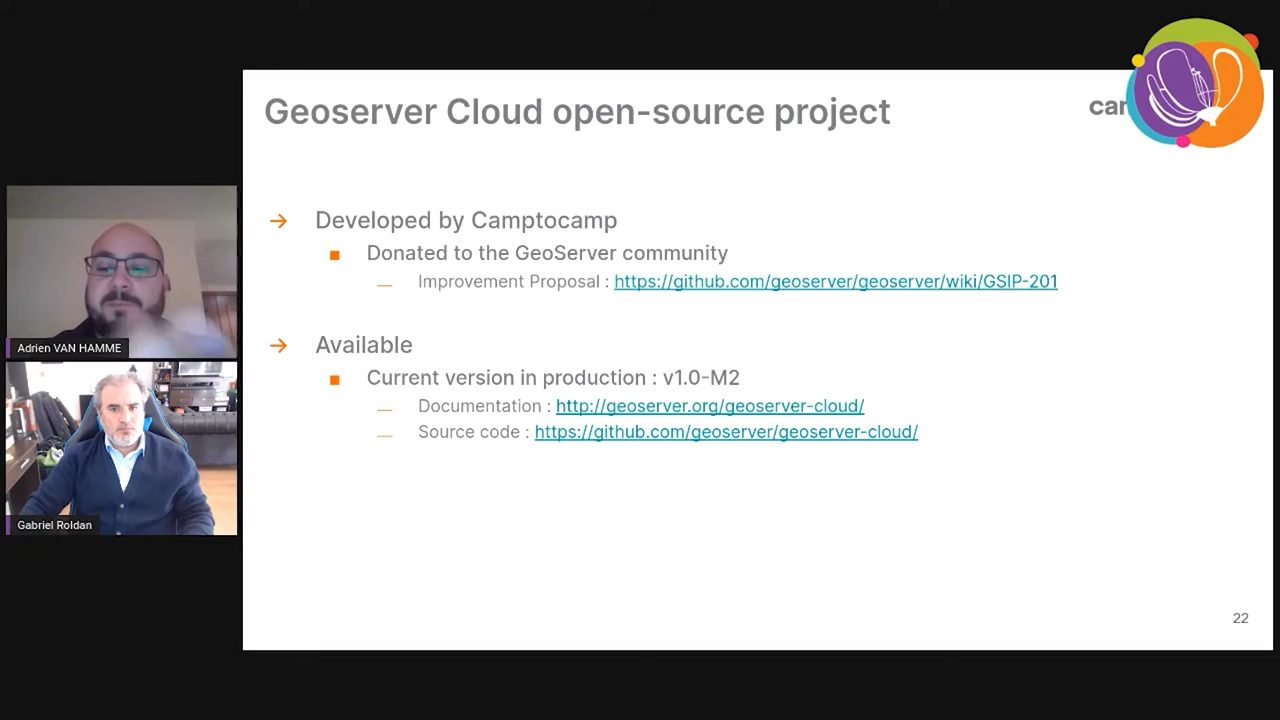 Geoserver Cloud open-source project
cam
→ Developed by Camptocamp
■ Donated to the GeoServer community
— Improvement Proposal : https://github.com/geoserver/geoserver/wiki/GSIP-201
→ Available
■ Current version in production : v1.0-M2
— Documentation : http://geoserver.org/geoserver-cloud/
— Source code : https://github.com/geoserver/geoserver-cloud/
Adrien VAN HAMME
Gabriel Roldan
22